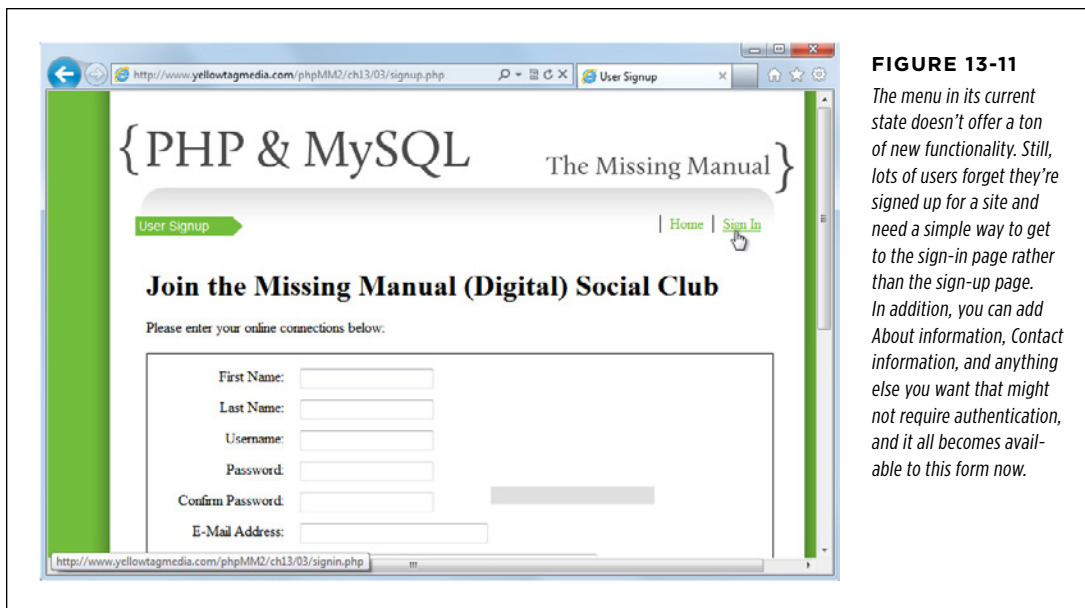 http://www.yellowtagmedia.com/phpMM2/ch13/03/signup.php
User Signup
{PHP & MySQL
The Missing Manual}
User Signup
| Home | Sign In
Join the Missing Manual (Digital) Social Club
Please enter your online connections below:
First Name:
Last Name:
Username:
Password:
Confirm Password:
E-Mail Address:
http://www.yellowtagmedia.com/phpMM2/ch13/03/signin.php
FIGURE 13-11
The menu in its current
state doesn't offer a ton
of new functionality. Still,
lots of users forget they're
signed up for a site and
need a simple way to get
to the sign-in page rather
than the sign-up page.
In addition, you can add
About information, Contact
information, and anything
else you want that might
not require authentication,
and it all becomes avail-
able to this form now.